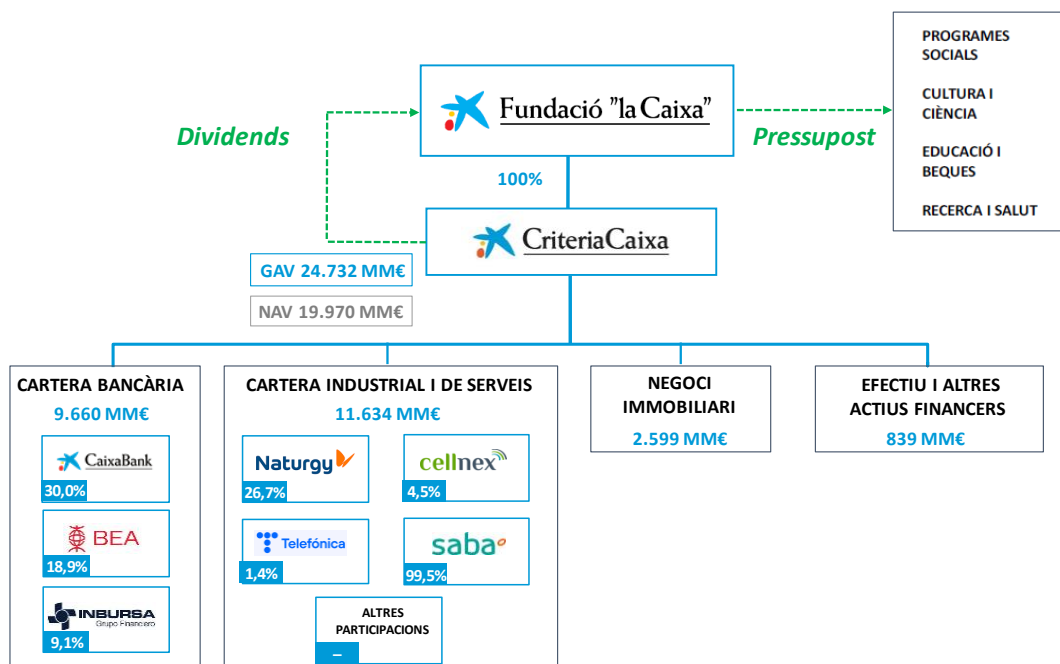 PROGRAMES
SOCIALS
CULTURA I
CIÈNCIA
EDUCACIÓ I
BEQUES
RECERCA I SALUT
Fundació "la Caixa"
Dividends
Pressupost
100%
CriteriaCaixa
GAV 24.732 MM€
NAV 19.970 MM€
CARTERA BANCÀRIA
9.660 MM€
CaixaBank
30,0%
BEA
18,9%
INBURSA
Grupo Financiero
9,1%
CARTERA INDUSTRIAL I DE SERVEIS
11.634 MM€
Naturgy
26,7%
cellnex
4,5%
Telefónica
1,4%
saba
99,5%
ALTRES
PARTICIPACIONS
–
NEGOCI
IMMOBILIARI
2.599 MM€
EFECTIU I ALTRES
ACTIUS FINANCERS
839 MM€